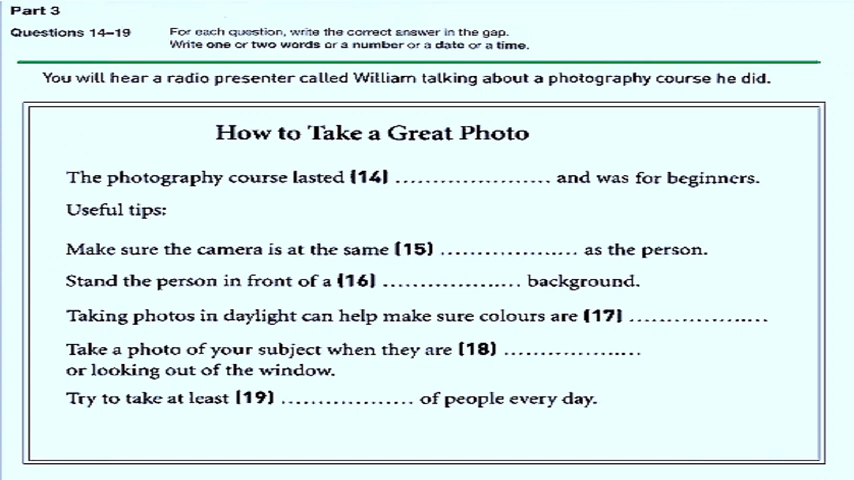 Part 3
Questions 14–19 For each question, write the correct answer in the gap.
Write one or two words or a number or a date or a time.
You will hear a radio presenter called William talking about a photography course he did.
How to Take a Great Photo
The photography course lasted (14) ..................... and was for beginners.
Useful tips:
Make sure the camera is at the same (15) ................... as the person.
Stand the person in front of a (16) ................... background.
Taking photos in daylight can help make sure colours are (17) ...................
Take a photo of your subject when they are (18) ...................
or looking out of the window.
Try to take at least (19) .................. of people every day.